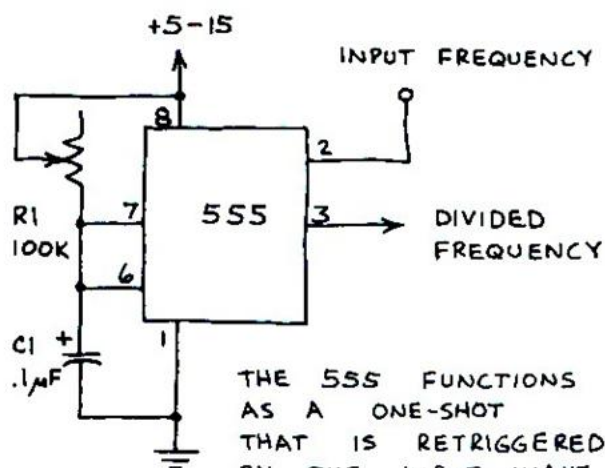 +5-15
INPUT FREQUENCY
8
2
R1
100K
7
555
3
DIVIDED
FREQUENCY
6
C1
+
.1µF
1
THE 555 FUNCTIONS
AS A ONE-SHOT
THAT IS RETRIGGERED